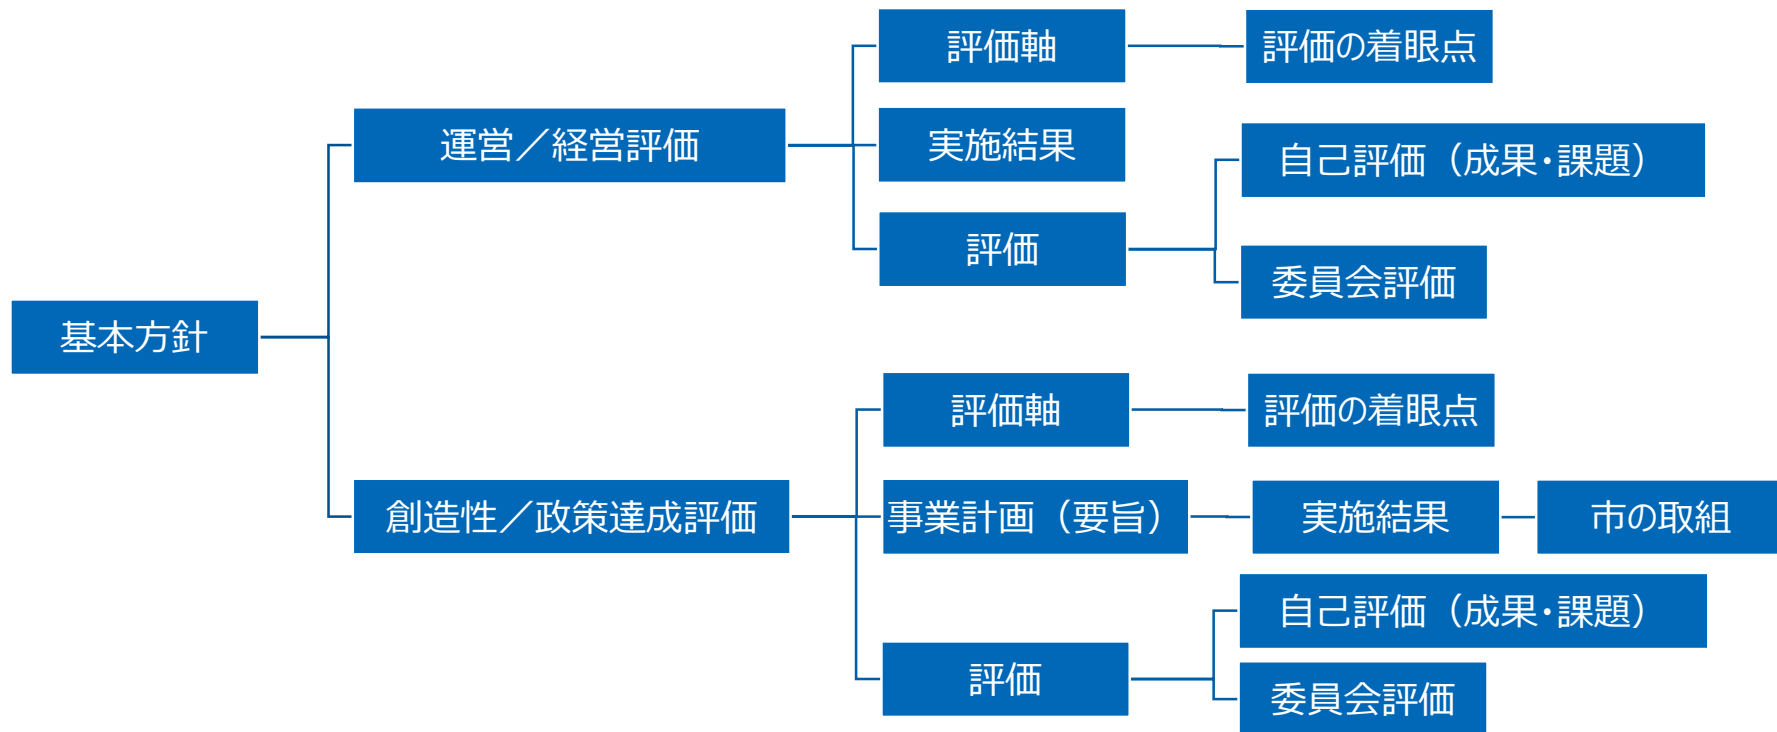 基本方針
運営／経営評価
評価軸
評価の着眼点
実施結果
評価
自己評価（成果・課題）
委員会評価
創造性／政策達成評価
評価軸
評価の着眼点
事業計画（要旨）
実施結果
市の取組
評価
自己評価（成果・課題）
委員会評価